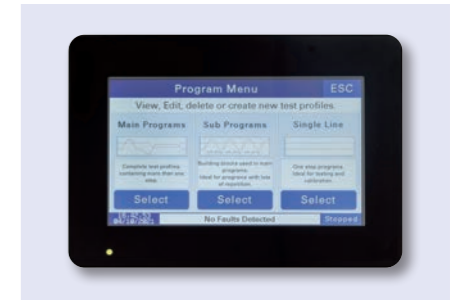 Program Menu
ESC
View, Edit, delete or create new test profiles.
Main Programs
Sub Programs
Single Line
Complete test profiles
containing more than one
step.
Building blocks used in main
programs.
Ideal for programs with lots
of repetition.
One step programs.
Ideal for testing and
calibration.
Select
Select
Select
No Faults Detected
Stopped